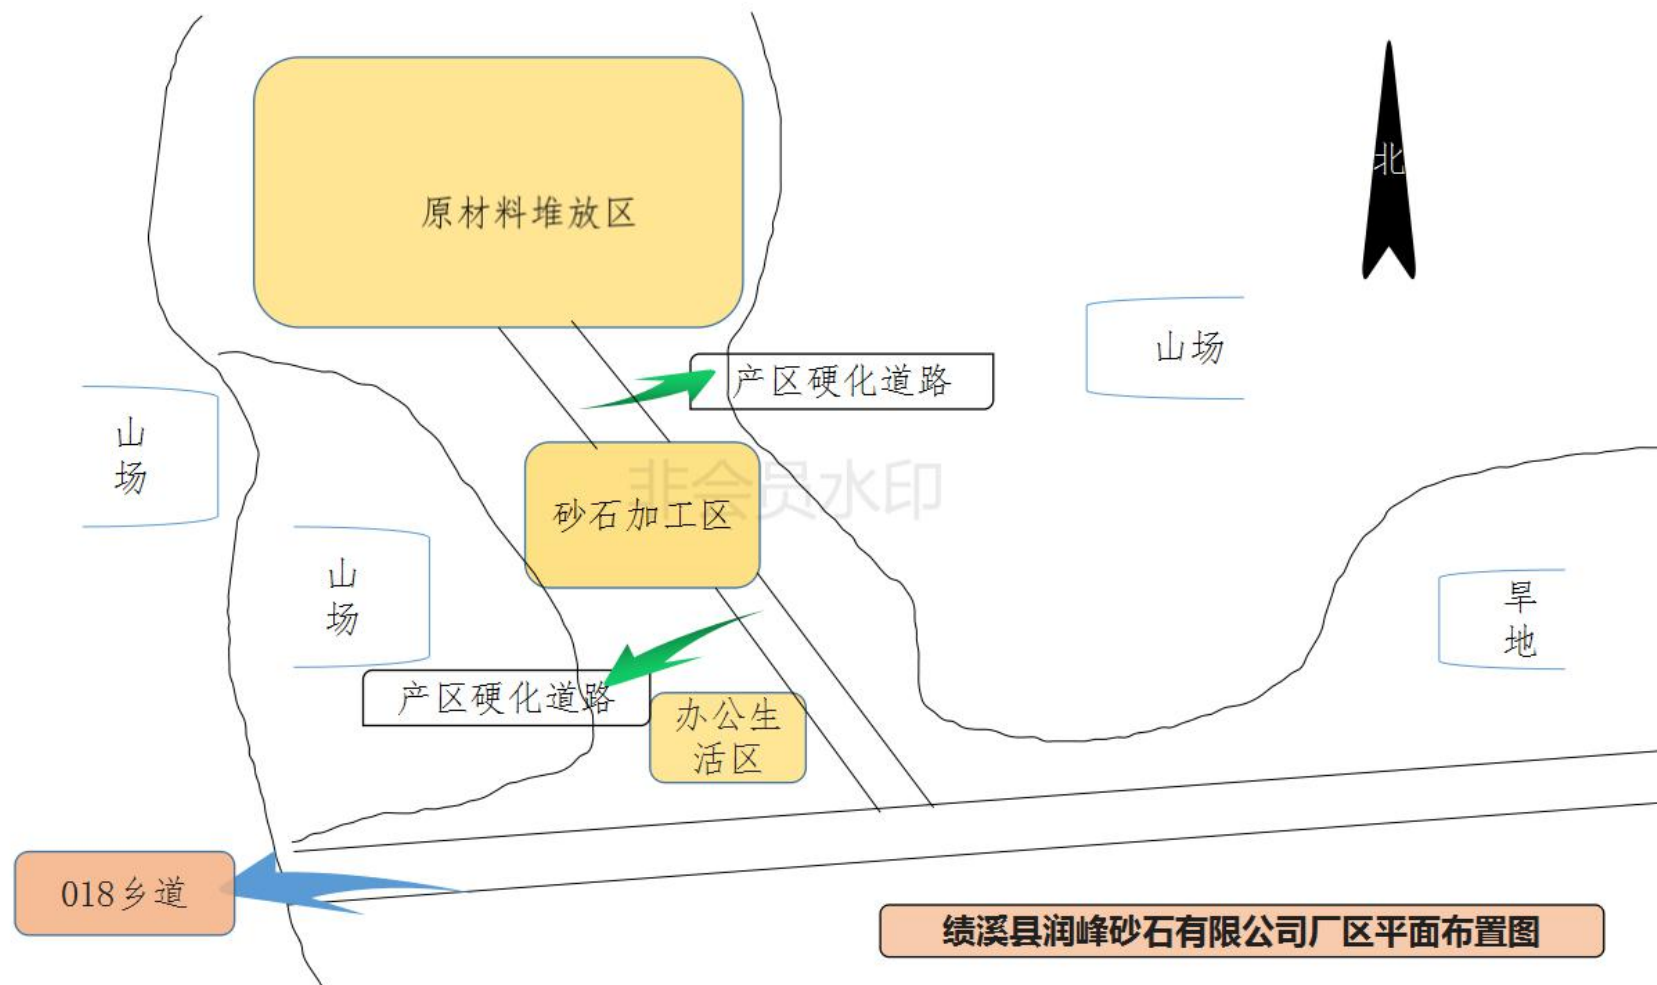 北
原材料堆放区
山场
产区硬化道路
山
场
非会员水印
砂石加工区
山
场
旱
地
产区硬化道路
办公生
活区
018乡道
绩溪县润峰砂石有限公司厂区平面布置图